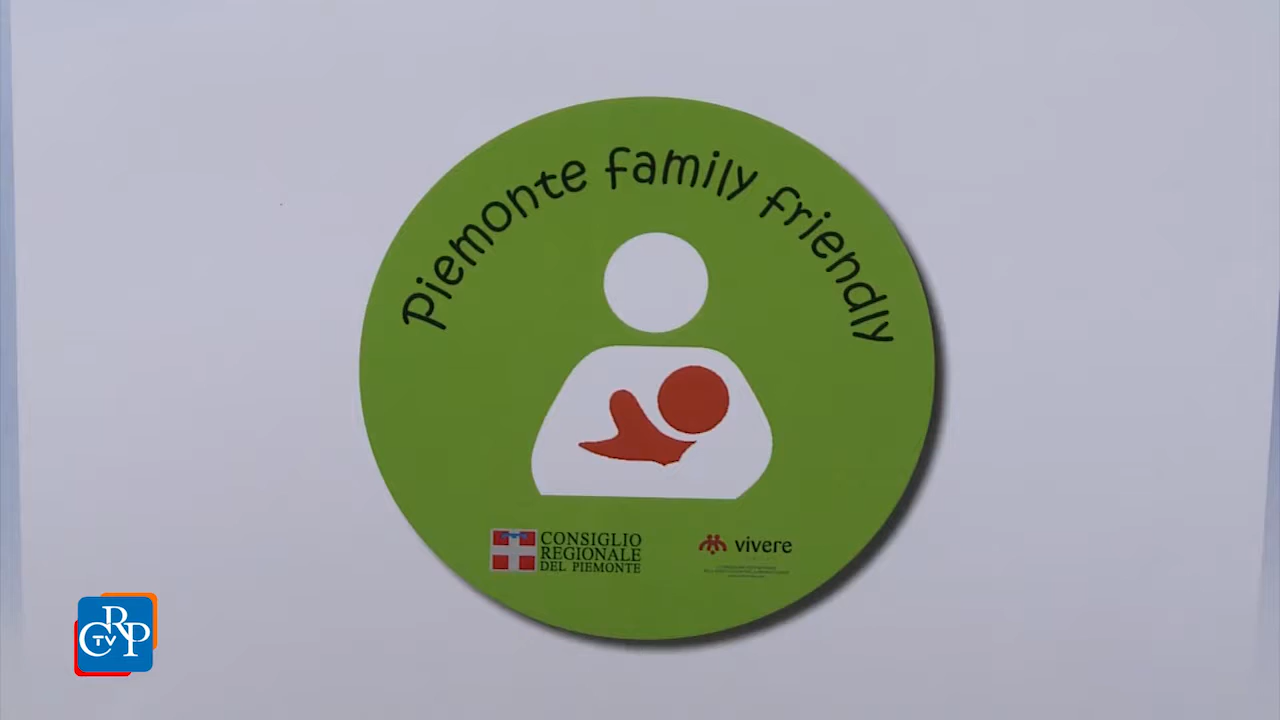 Piemonte family friendly
CONSIGLIO
REGIONALE
DEL PIEMONTE
vivere
CRP
TV